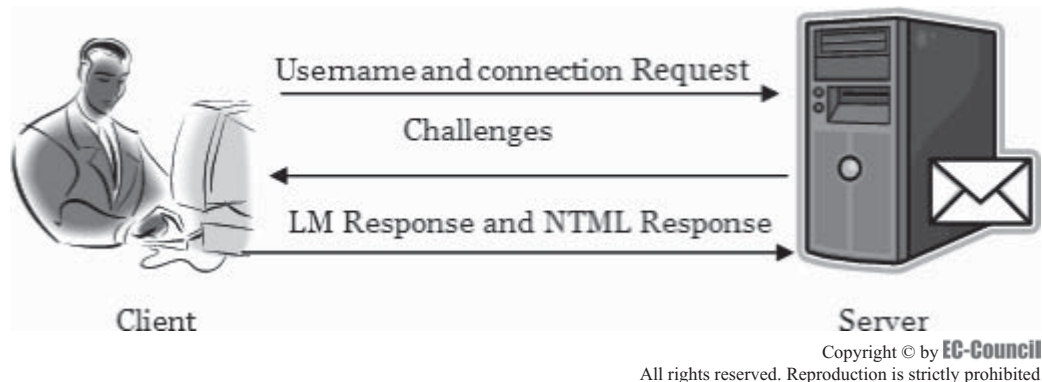 Username and connection Request
Challenges
LM Response and NTML Response
Client
Server
Copyright © by EC-Council
All rights reserved. Reproduction is strictly prohibited